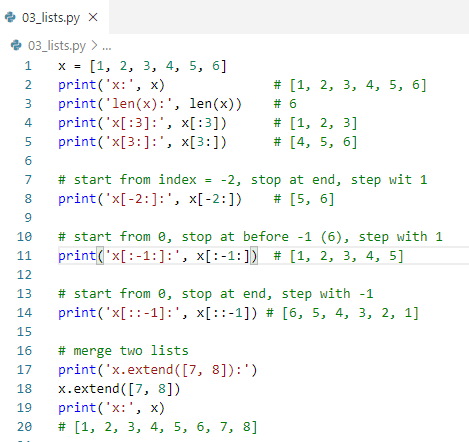 03_lists.py ×
03_lists.py > ...
1 x = [1, 2, 3, 4, 5, 6]
2 print('x:', x) # [1, 2, 3, 4, 5, 6]
3 print('len(x):', len(x)) # 6
4 print('x[:3]:', x[:3]) # [1, 2, 3]
5 print('x[3:]:', x[3:]) # [4, 5, 6]
6
7 # start from index = -2, stop at end, step wit 1
8 print('x[-2:]:', x[-2:]) # [5, 6]
9
10 # start from 0, stop at before -1 (6), step with 1
11 print('x[:-1:]:', x[:-1:]) # [1, 2, 3, 4, 5]
12
13 # start from 0, stop at end, step with -1
14 print('x[::-1]:', x[::-1]) # [6, 5, 4, 3, 2, 1]
15
16 # merge two lists
17 print('x.extend([7, 8]):')
18 x.extend([7, 8])
19 print('x:', x)
20 # [1, 2, 3, 4, 5, 6, 7, 8]